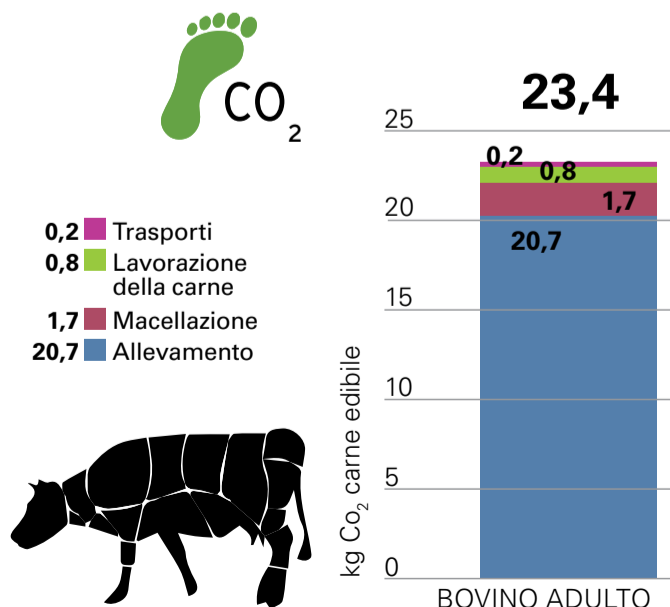 CO2
0,2 Trasporti
0,8 Lavorazione
della carne
1,7 Macellazione
20,7 Allevamento
23,4
25
0,2
0,8
1,7
20
20,7
15
10
5
0
kg Co2 carne edibile
BOVINO ADULTO